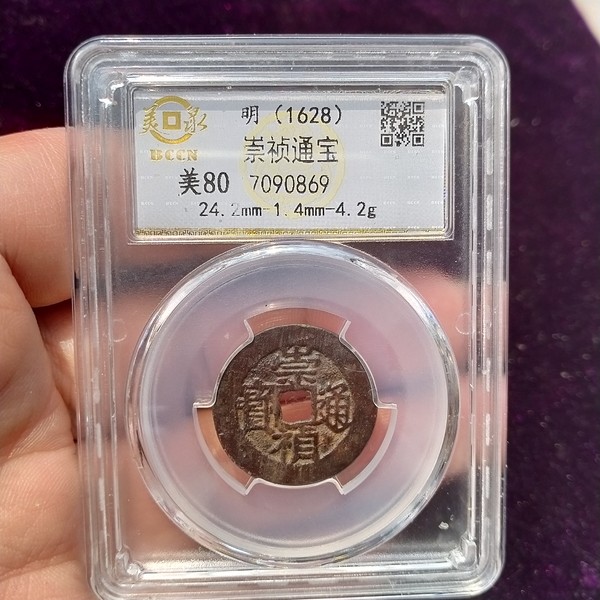 美泉
BCCN
明（1628）
崇祯通宝
美80 7090869
24.2mm-1.4mm-4.2g
崇
寶 通
禎